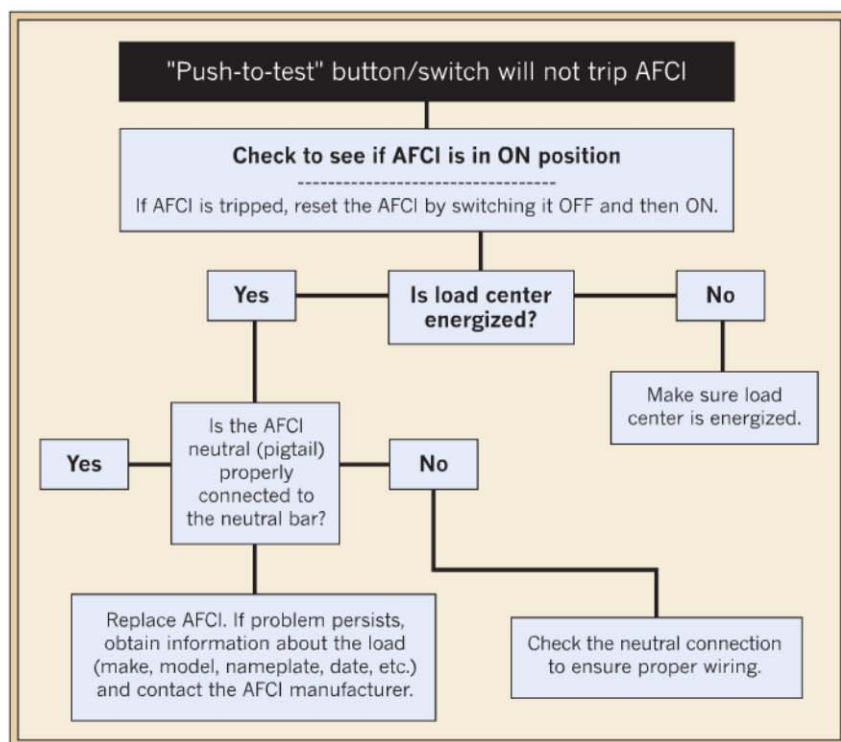 "Push-to-test" button/switch will not trip AFCI
Check to see if AFCI is in ON position
If AFCI is tripped, reset the AFCI by switching it OFF and then ON.
Yes
Is load center
energized?
No
Make sure load
center is energized.
Yes
Is the AFCI
neutral (pigtail)
properly
connected to
the neutral bar?
No
Replace AFCI. If problem persists,
obtain information about the load
(make, model, nameplate, date, etc.)
and contact the AFCI manufacturer.
Check the neutral connection
to ensure proper wiring.